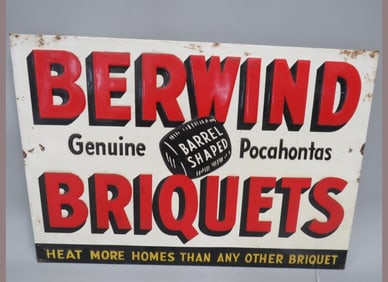 BERWIND
Genuine BARREL SHAPED Pocahontas
BRIQUETS
HEAT MORE HOMES THAN ANY OTHER BRIQUET